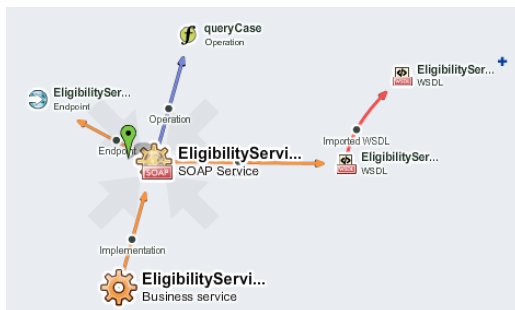 queryCase
Operation
EligibilitySer...
WSDL
EligibilitySer...
Endpoint
Operation
Imported WSDL
Endpoint
EligibilityServi...
SOAP Service
SOAP
EligibilitySer...
WSDL
Implementation
EligibilityServi...
Business service